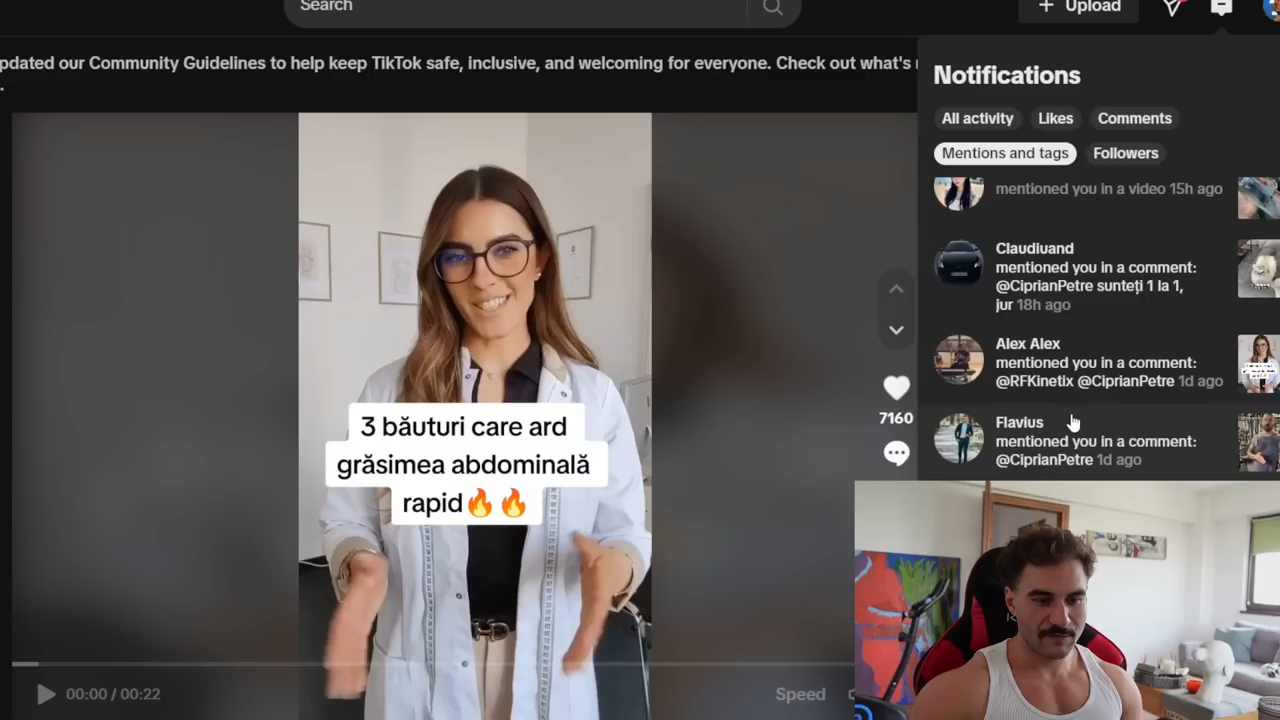 Search
Upload
pdated our Community Guidelines to help keep TikTok safe, inclusive, and welcoming for everyone. Check out what's
.
Notifications
All activity
Likes
Comments
Mentions and tags
Followers
mentioned you in a video 15h ago
Claudiuand
mentioned you in a comment:
@CiprianPetre sunteți 1 la 1,
jur 18h ago
Alex Alex
mentioned you in a comment:
@RFKinetix @CiprianPetre 1d ago
Flavius
mentioned you in a comment:
@CiprianPetre 1d ago
7160
3 băuturi care ard
grăsimea abdominală
rapid🔥🔥
00:00 / 00:22
Speed